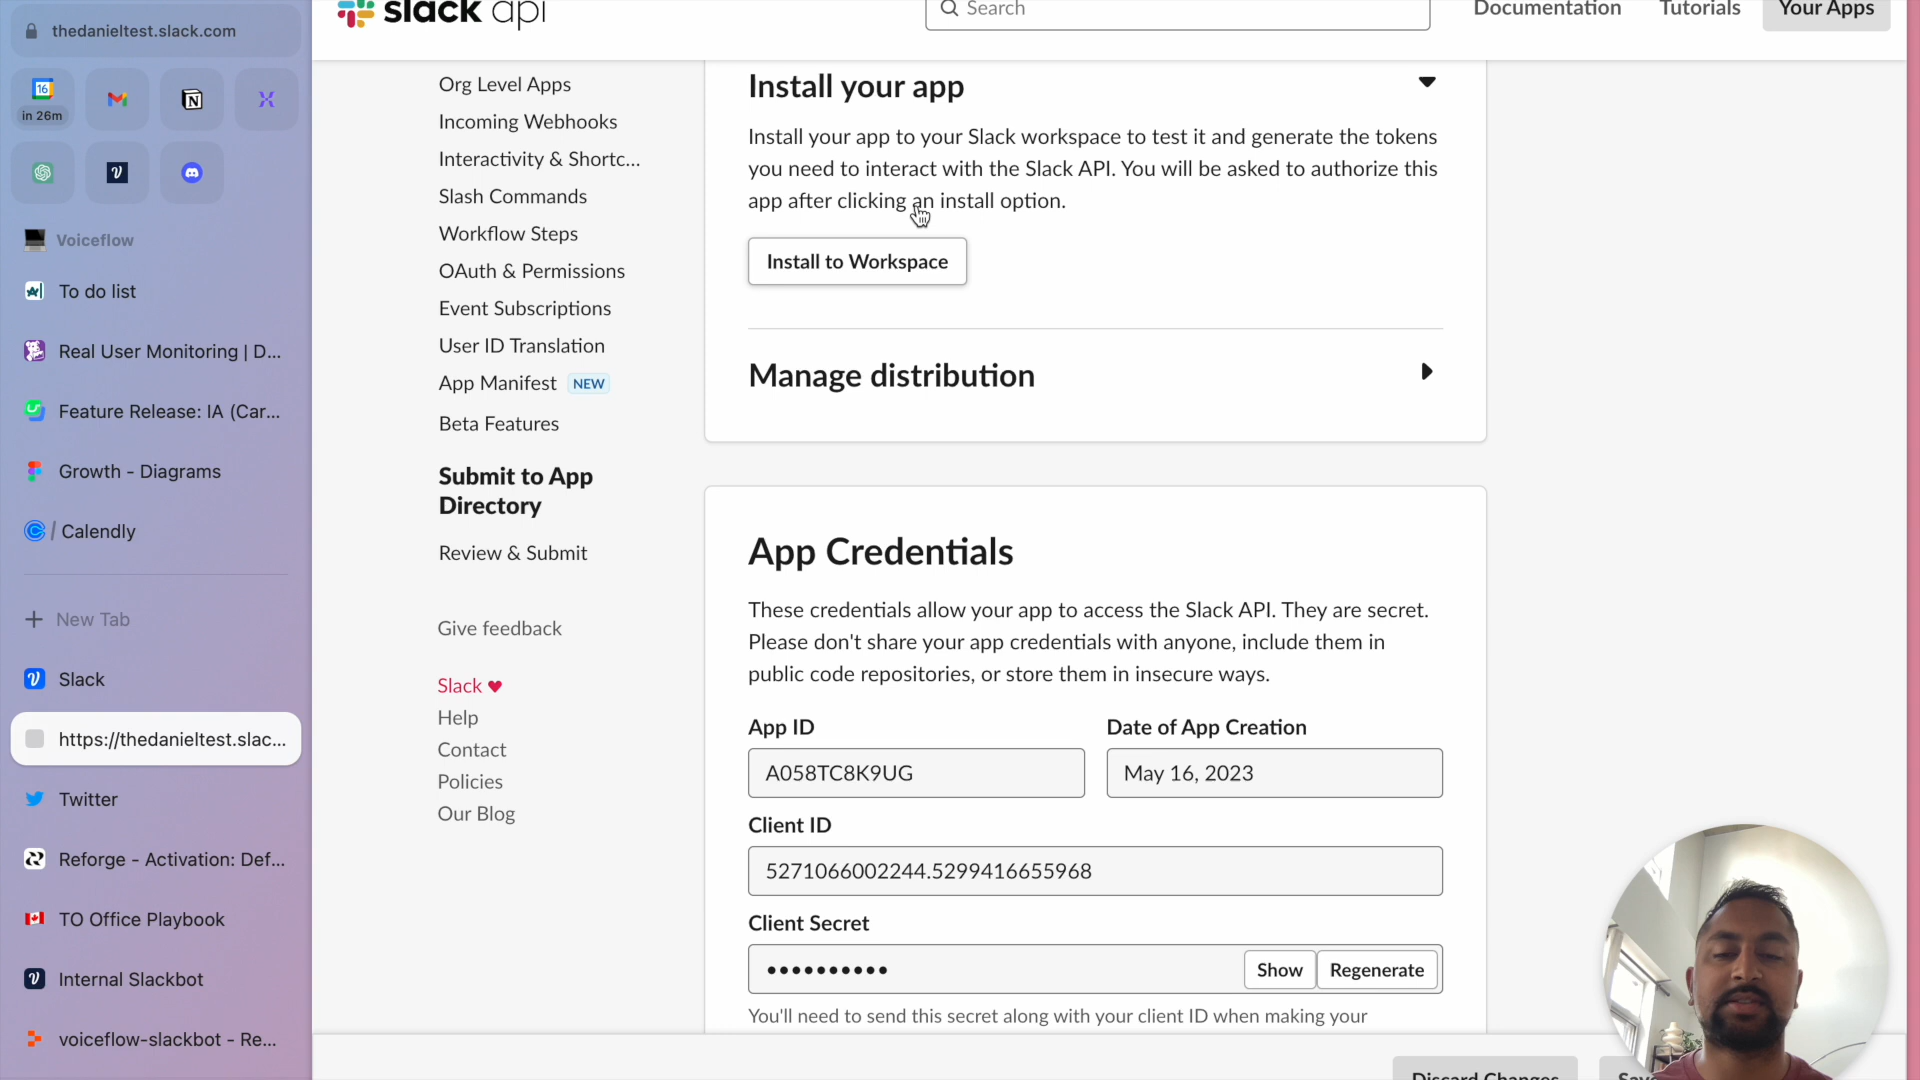 thedanieltest.slack.com
16
in 26m
Voiceflow
To do list
Real User Monitoring | D...
Feature Release: IA (Car...
Growth - Diagrams
/ Calendly
New Tab
Slack
https://thedanieltest.slac...
Twitter
Reforge - Activation: Def...
TO Office Playbook
Internal Slackbot
voiceflow-slackbot - Re...
slack api
Search
Documentation
Tutorials
Your Apps
Org Level Apps
Incoming Webhooks
Interactivity & Shortc...
Slash Commands
Workflow Steps
OAuth & Permissions
Event Subscriptions
User ID Translation
App Manifest NEW
Beta Features
Submit to App
Directory
Review & Submit
Give feedback
Slack ♥
Help
Contact
Policies
Our Blog
Install your app
Install your app to your Slack workspace to test it and generate the tokens
you need to interact with the Slack API. You will be asked to authorize this
app after clicking an install option.
Install to Workspace
Manage distribution
App Credentials
These credentials allow your app to access the Slack API. They are secret.
Please don't share your app credentials with anyone, include them in
public code repositories, or store them in insecure ways.
App ID
Date of App Creation
A058TC8K9UG
May 16, 2023
Client ID
5271066002244.5299416655968
Client Secret
••••••••••
Show
Regenerate
You'll need to send this secret along with your client ID when making your
Discard Changes